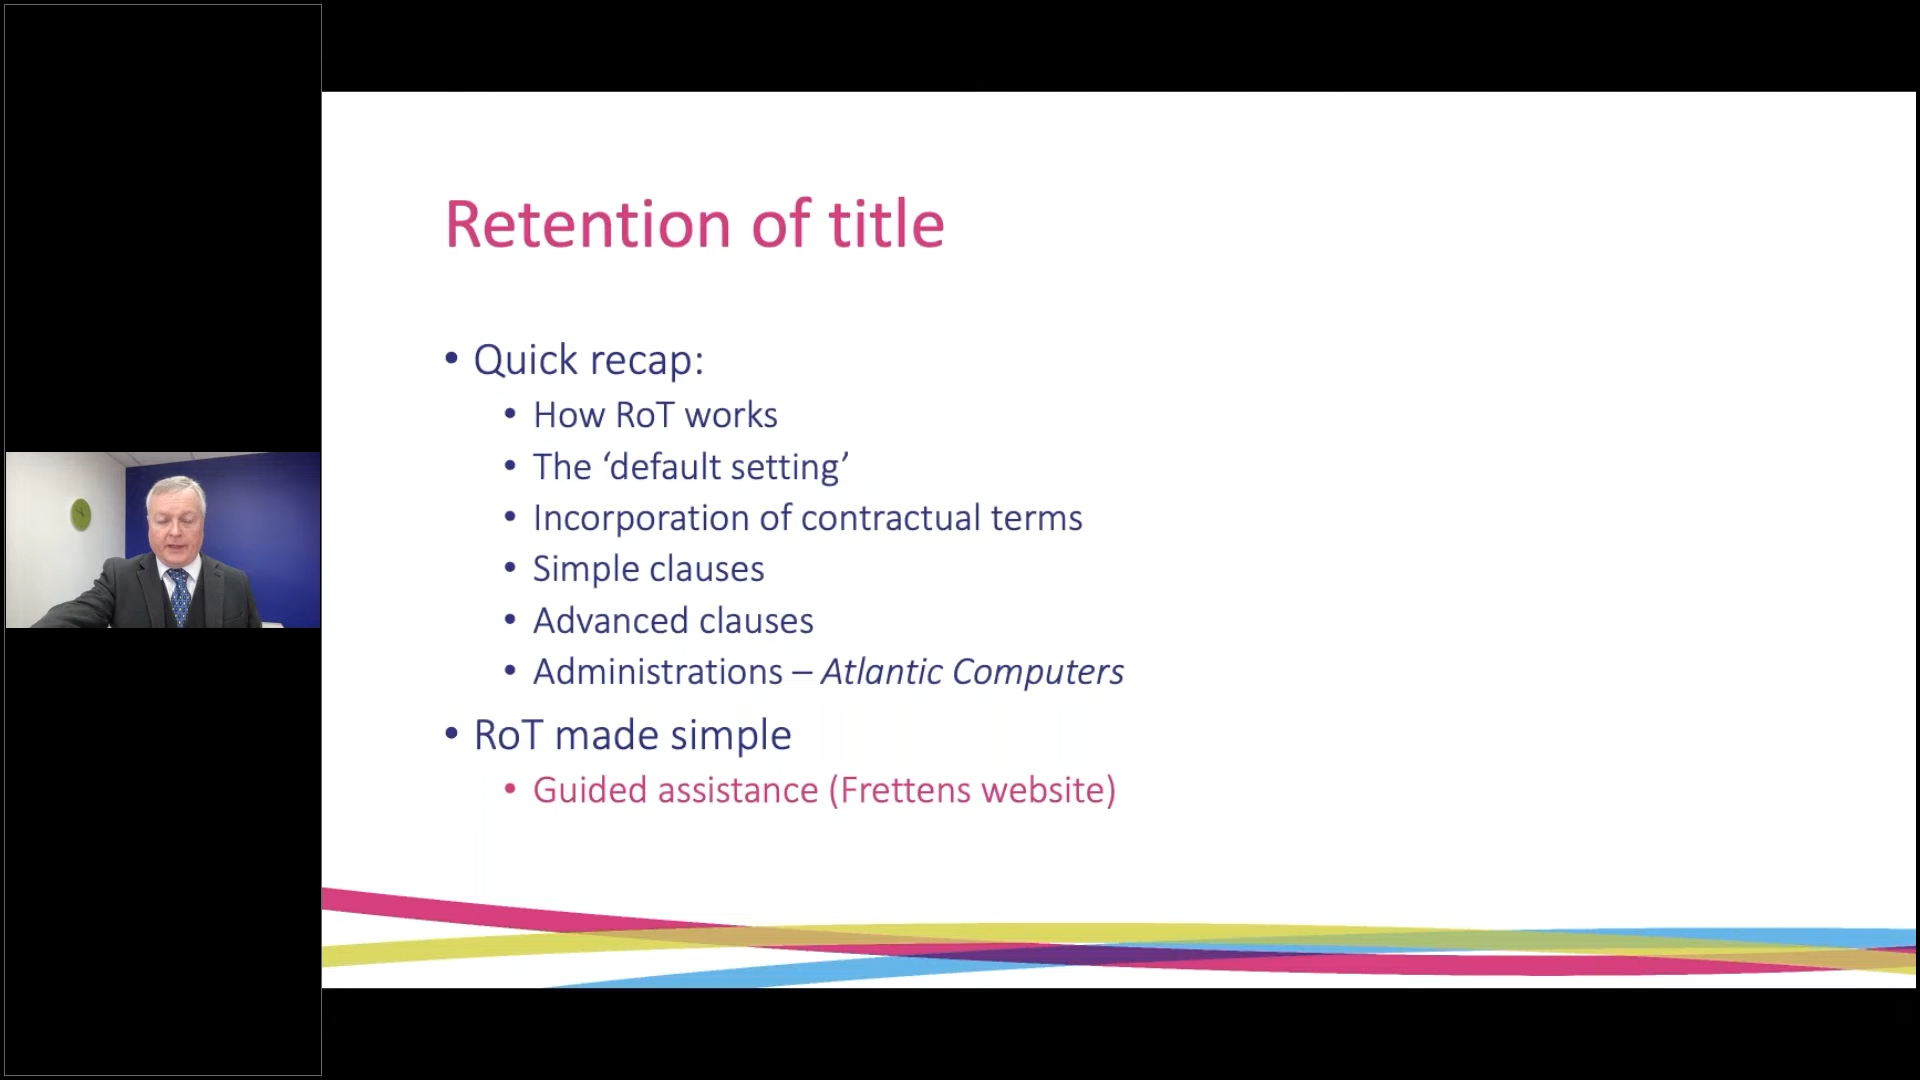 Retention of title
• Quick recap:
• How RoT works
• The ‘default setting’
• Incorporation of contractual terms
• Simple clauses
• Advanced clauses
• Administrations – Atlantic Computers
• RoT made simple
• Guided assistance (Frettens website)